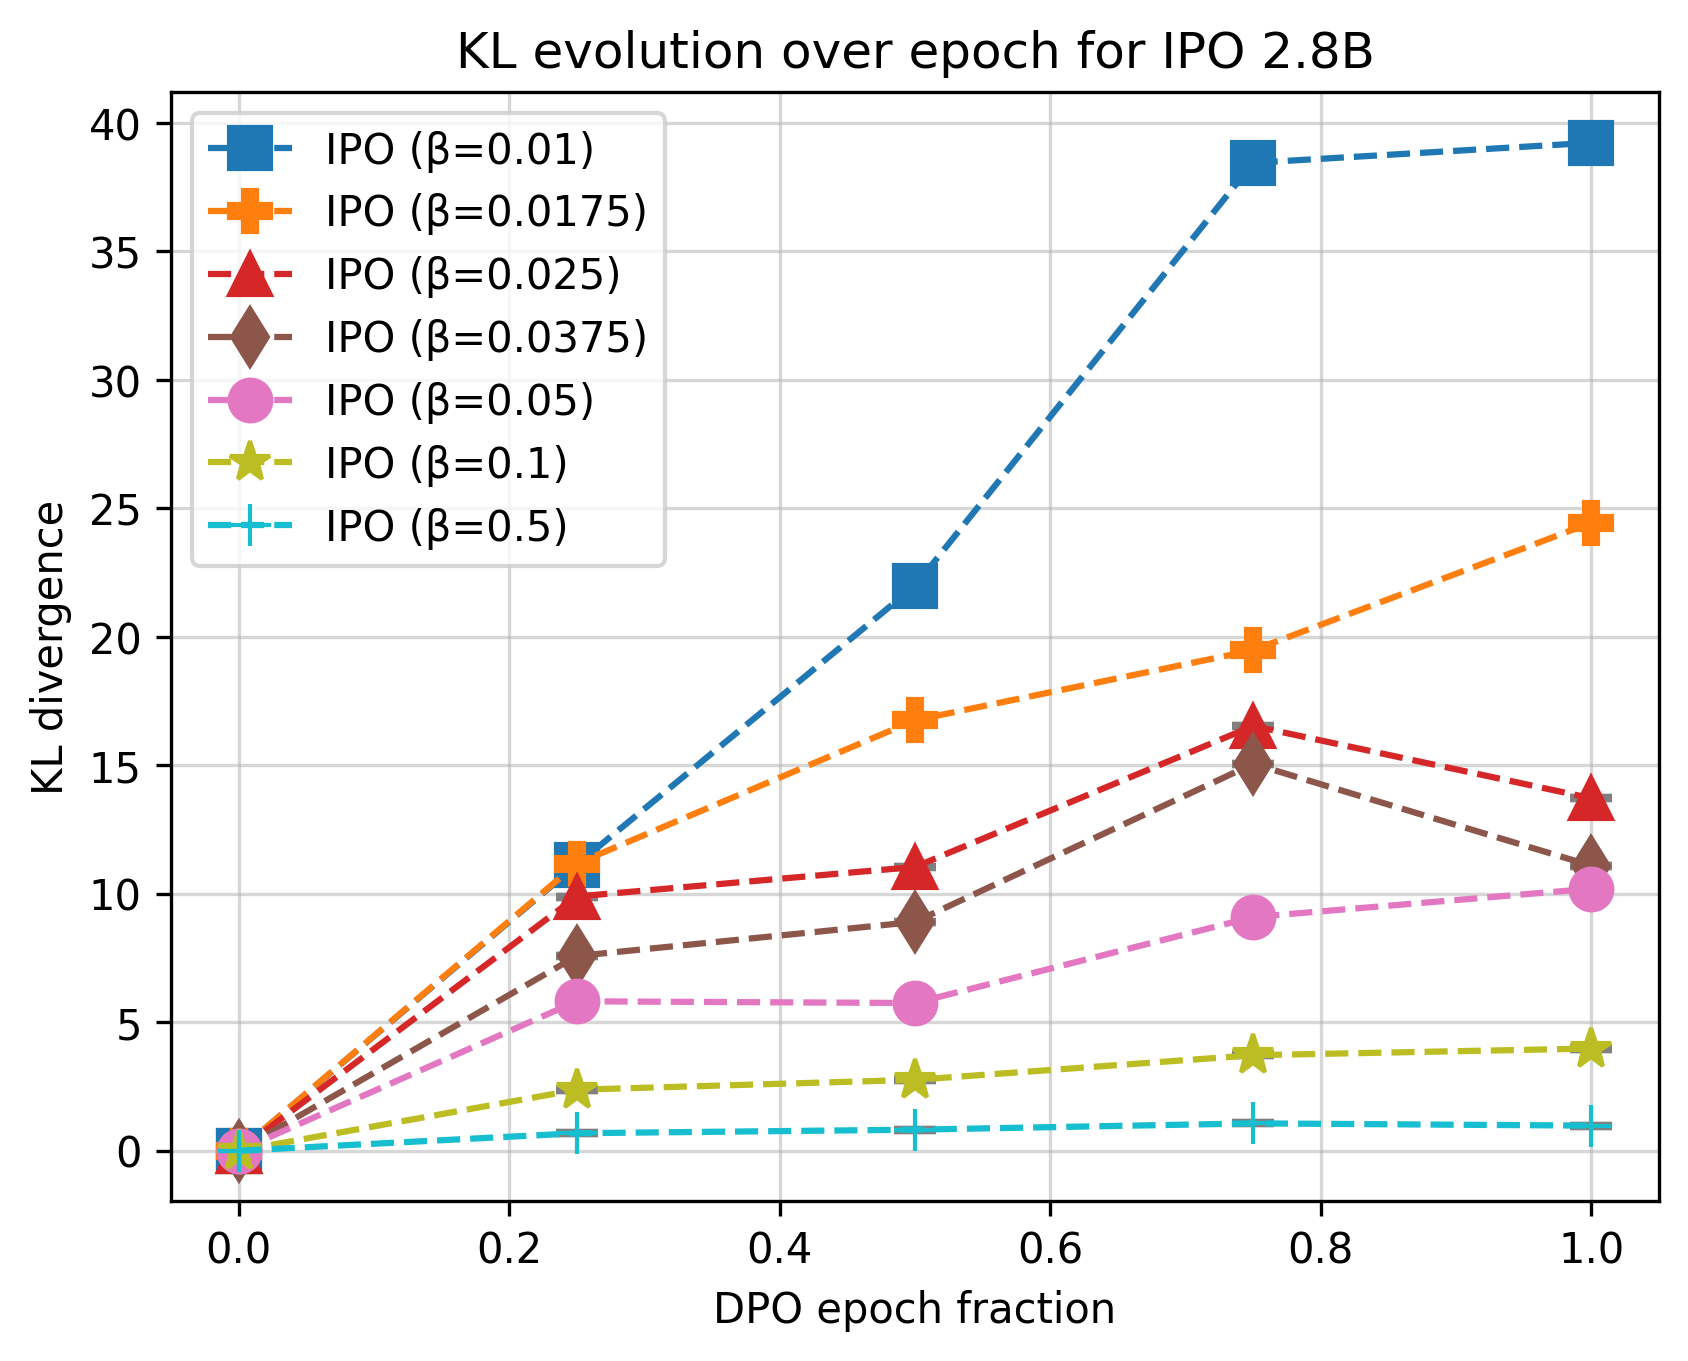 KL evolution over epoch for IPO 2.8B
40
35
30
25
20
15
10
5
0
KL divergence
IPO (β=0.01)
IPO (β=0.0175)
IPO (β=0.025)
IPO (β=0.0375)
IPO (β=0.05)
IPO (β=0.1)
IPO (β=0.5)
0.0 0.2 0.4 0.6 0.8 1.0
DPO epoch fraction